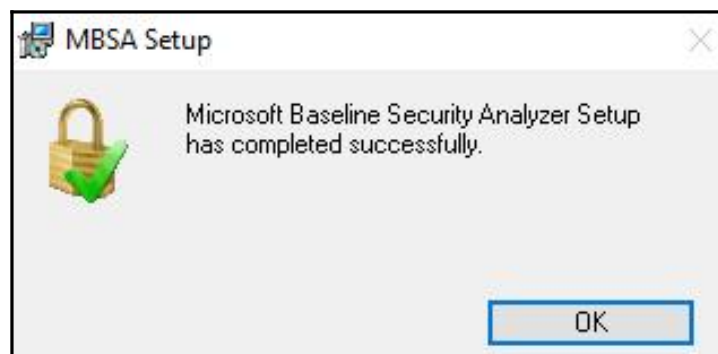 MBSA Setup
Microsoft Baseline Security Analyzer Setup
has completed successfully.
OK